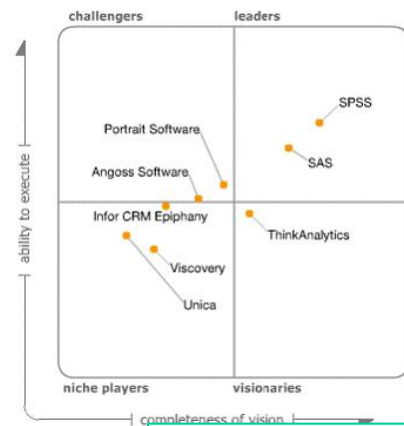 challengers
leaders
SPSS
Portrait Software
SAS
Angoss Software
ability to execute
Infor CRM Epiphany
ThinkAnalytics
Viscovery
Unica
niche players
visionaries
completeness of vision